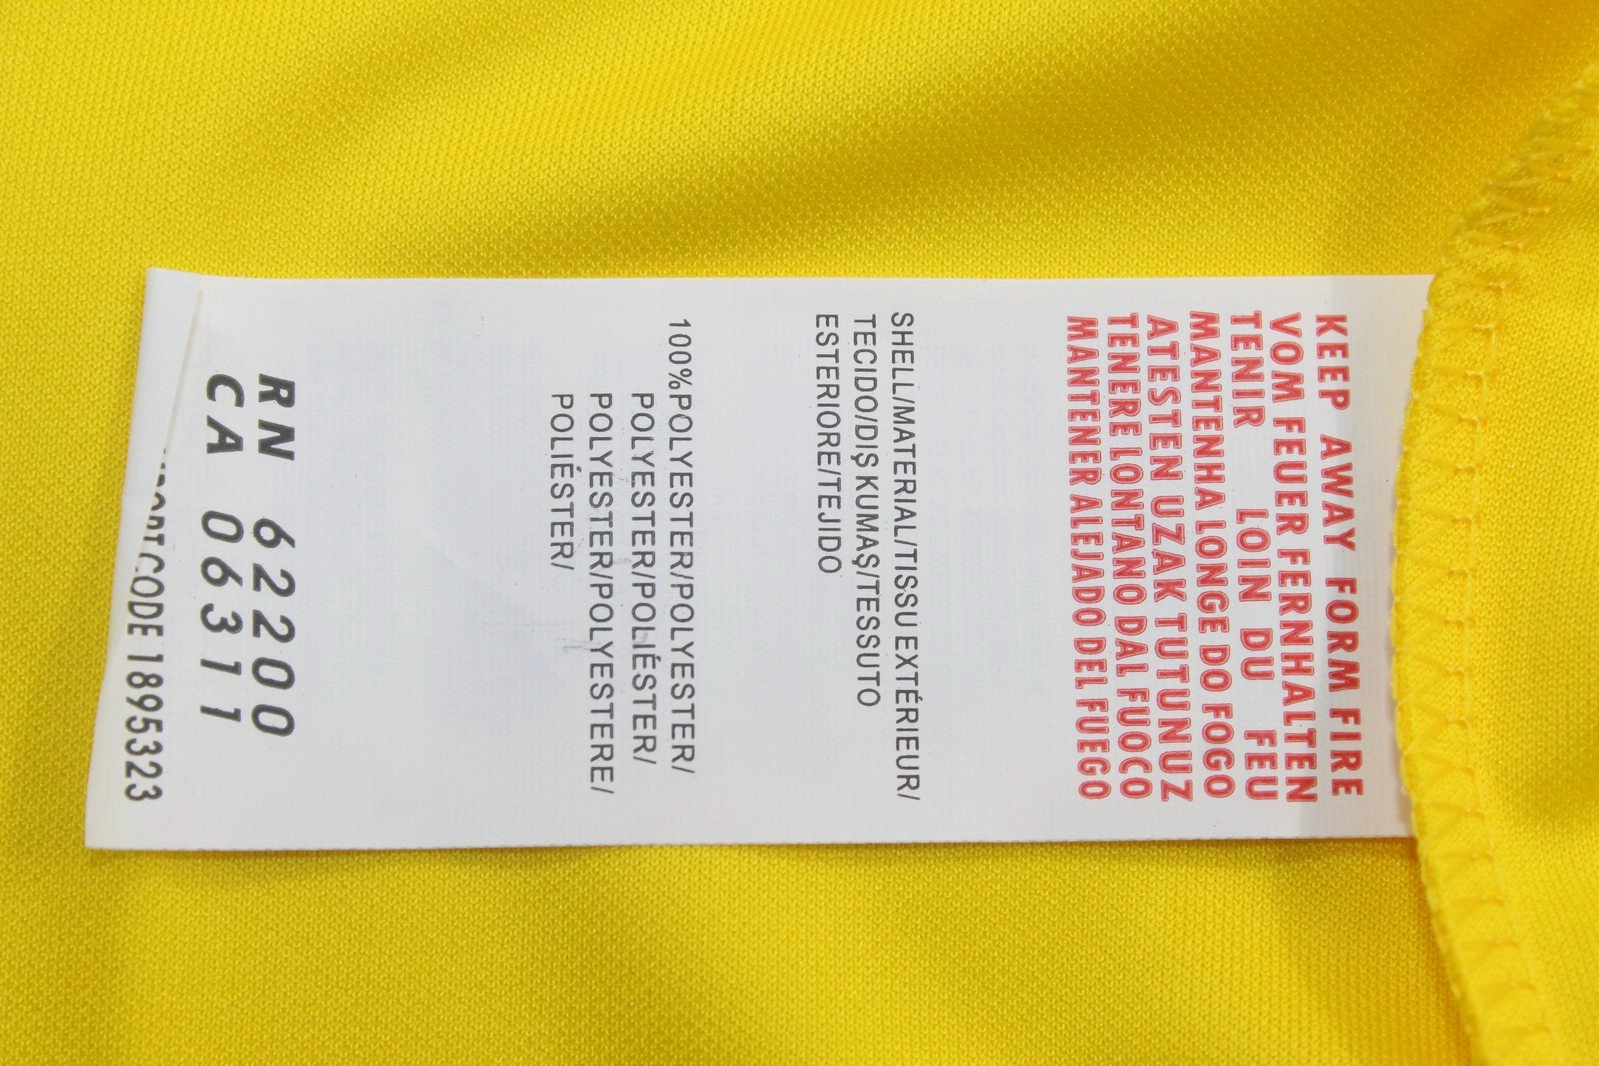 KEEP AWAY FORM FIRE
VOM FEUER FERNHALTEN
TENIR LOIN DU FEU
MANTENHA LONGE DO FOGO
ATESTEN UZAK TUTUNUZ
TENERE LONTANO DAL FUOCO
MANTENER ALEJADO DEL FUEGO
SHELL/MATERIAL/TISSU EXTÉRIEUR/
TECIDO/DIŞ KUMAŞ/TESSUTO
ESTERIORE/TEJIDO
100%POLYESTER/POLYESTER/
POLYESTER/POLIÉSTER/
POLYESTER/POLYESTERE/
POLIÉSTER/
RN 62200
CA 06311
CODE 1895323